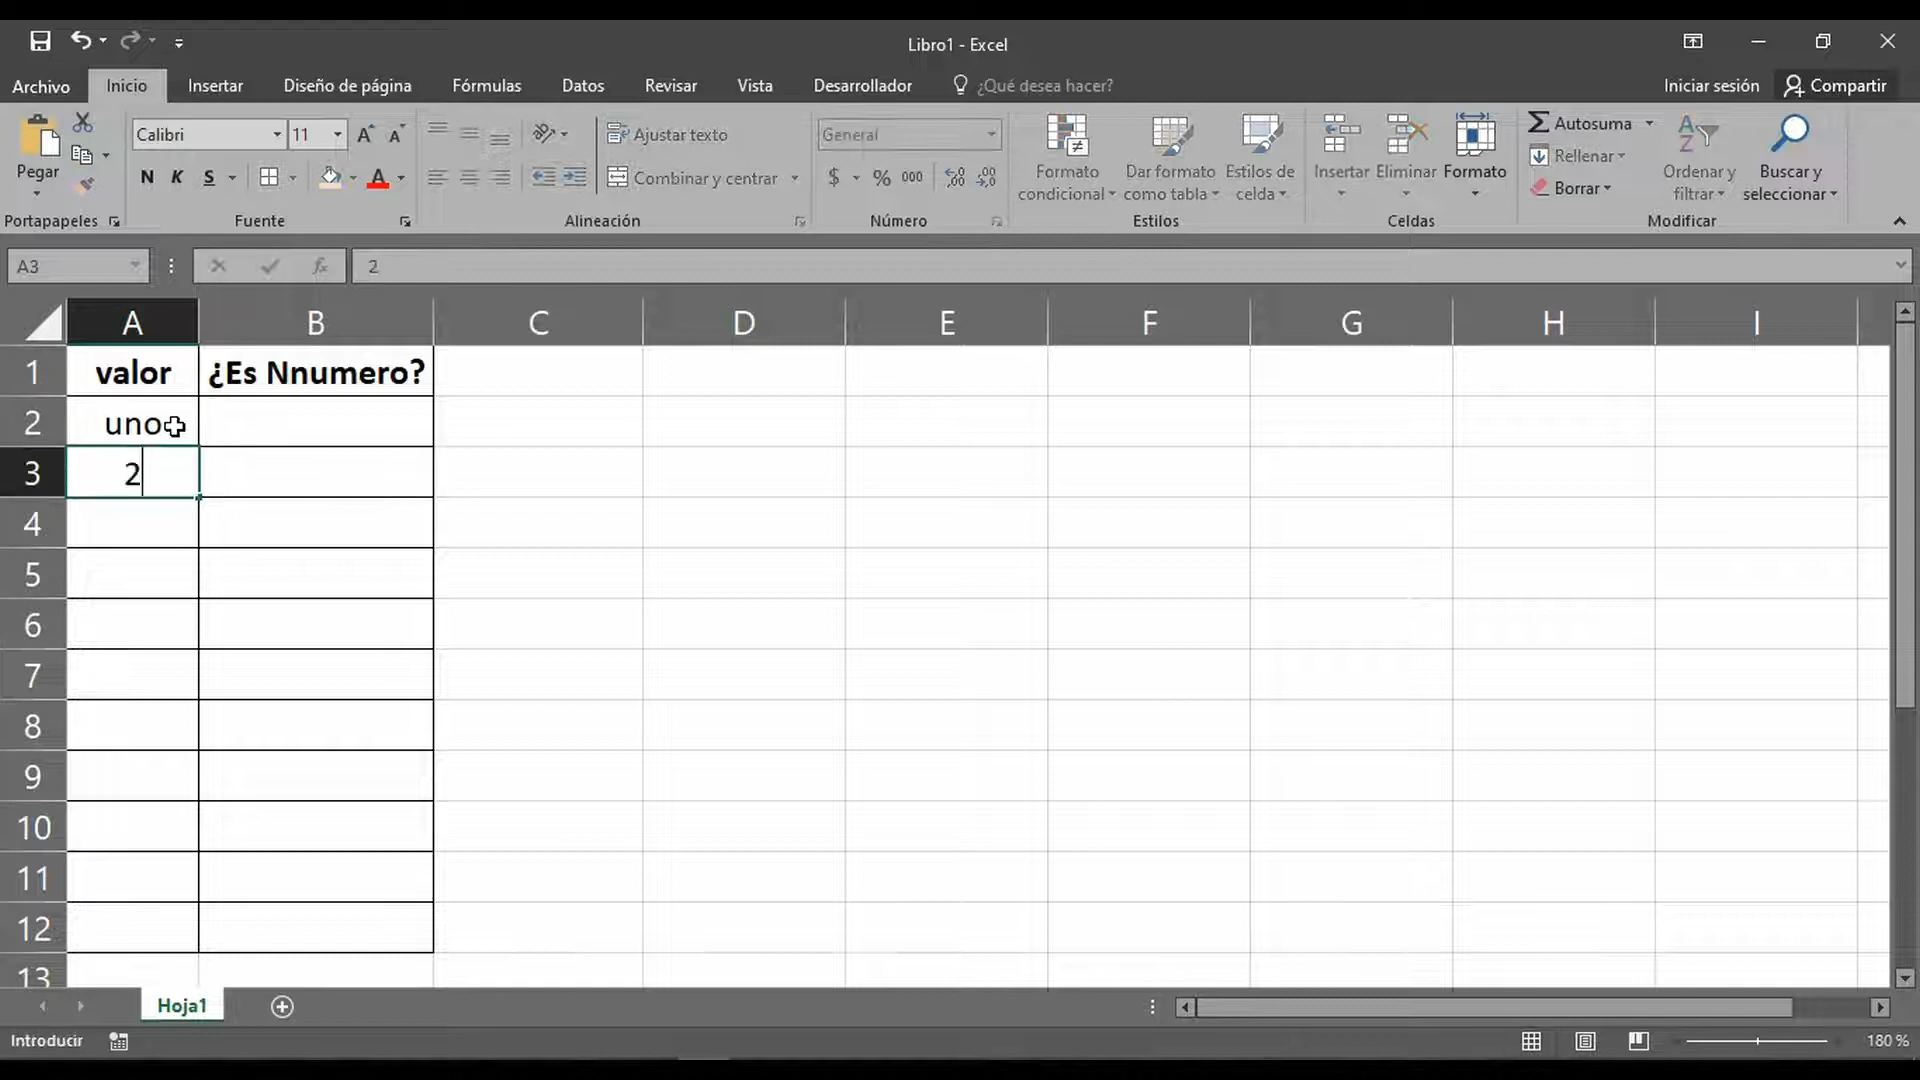 Libro1 - Excel
Archivo Inicio Insertar Diseño de página Fórmulas Datos Revisar Vista Desarrollador ¿Qué desea hacer? Iniciar sesión Compartir
Pegar
Portapapeles
Calibri 11
N K S
Fuente
Ajustar texto
Combinar y centrar
Alineación
General
$ % 000
Número
Formato condicional
Dar formato como tabla
Estilos de celda
Estilos
Insertar Eliminar Formato
Celdas
Autosuma
Rellenar
Borrar
Ordenar y filtrar
Buscar y seleccionar
Modificar
A3 fx 2
A B C D E F G H I
1 valor ¿Es Nnumero?
2 uno
3 2
4
5
6
7
8
9
10
11
12
13
Hoja1
Introducir 180 %